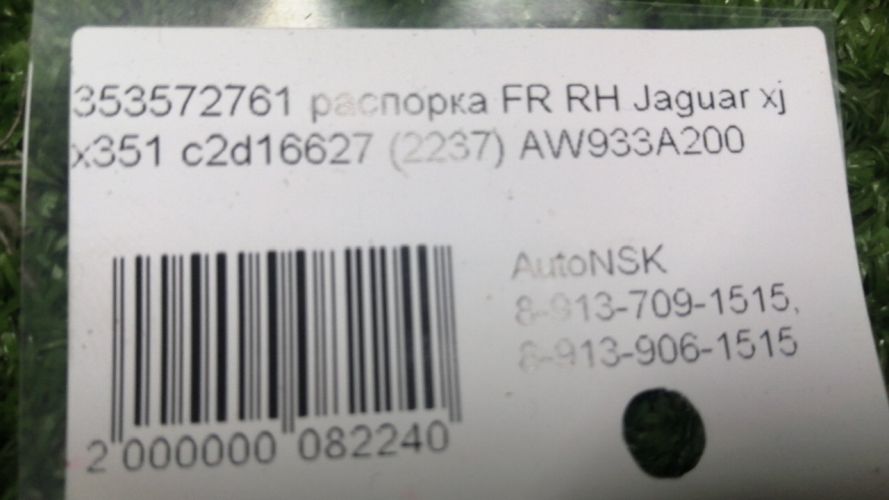 353572761 распорка FR RH Jaguar xj
x351 c2d16627 (2237) AW933A200
AutoNSK
8-913-709-1515,
8-913-906-1515
2 000000 082240